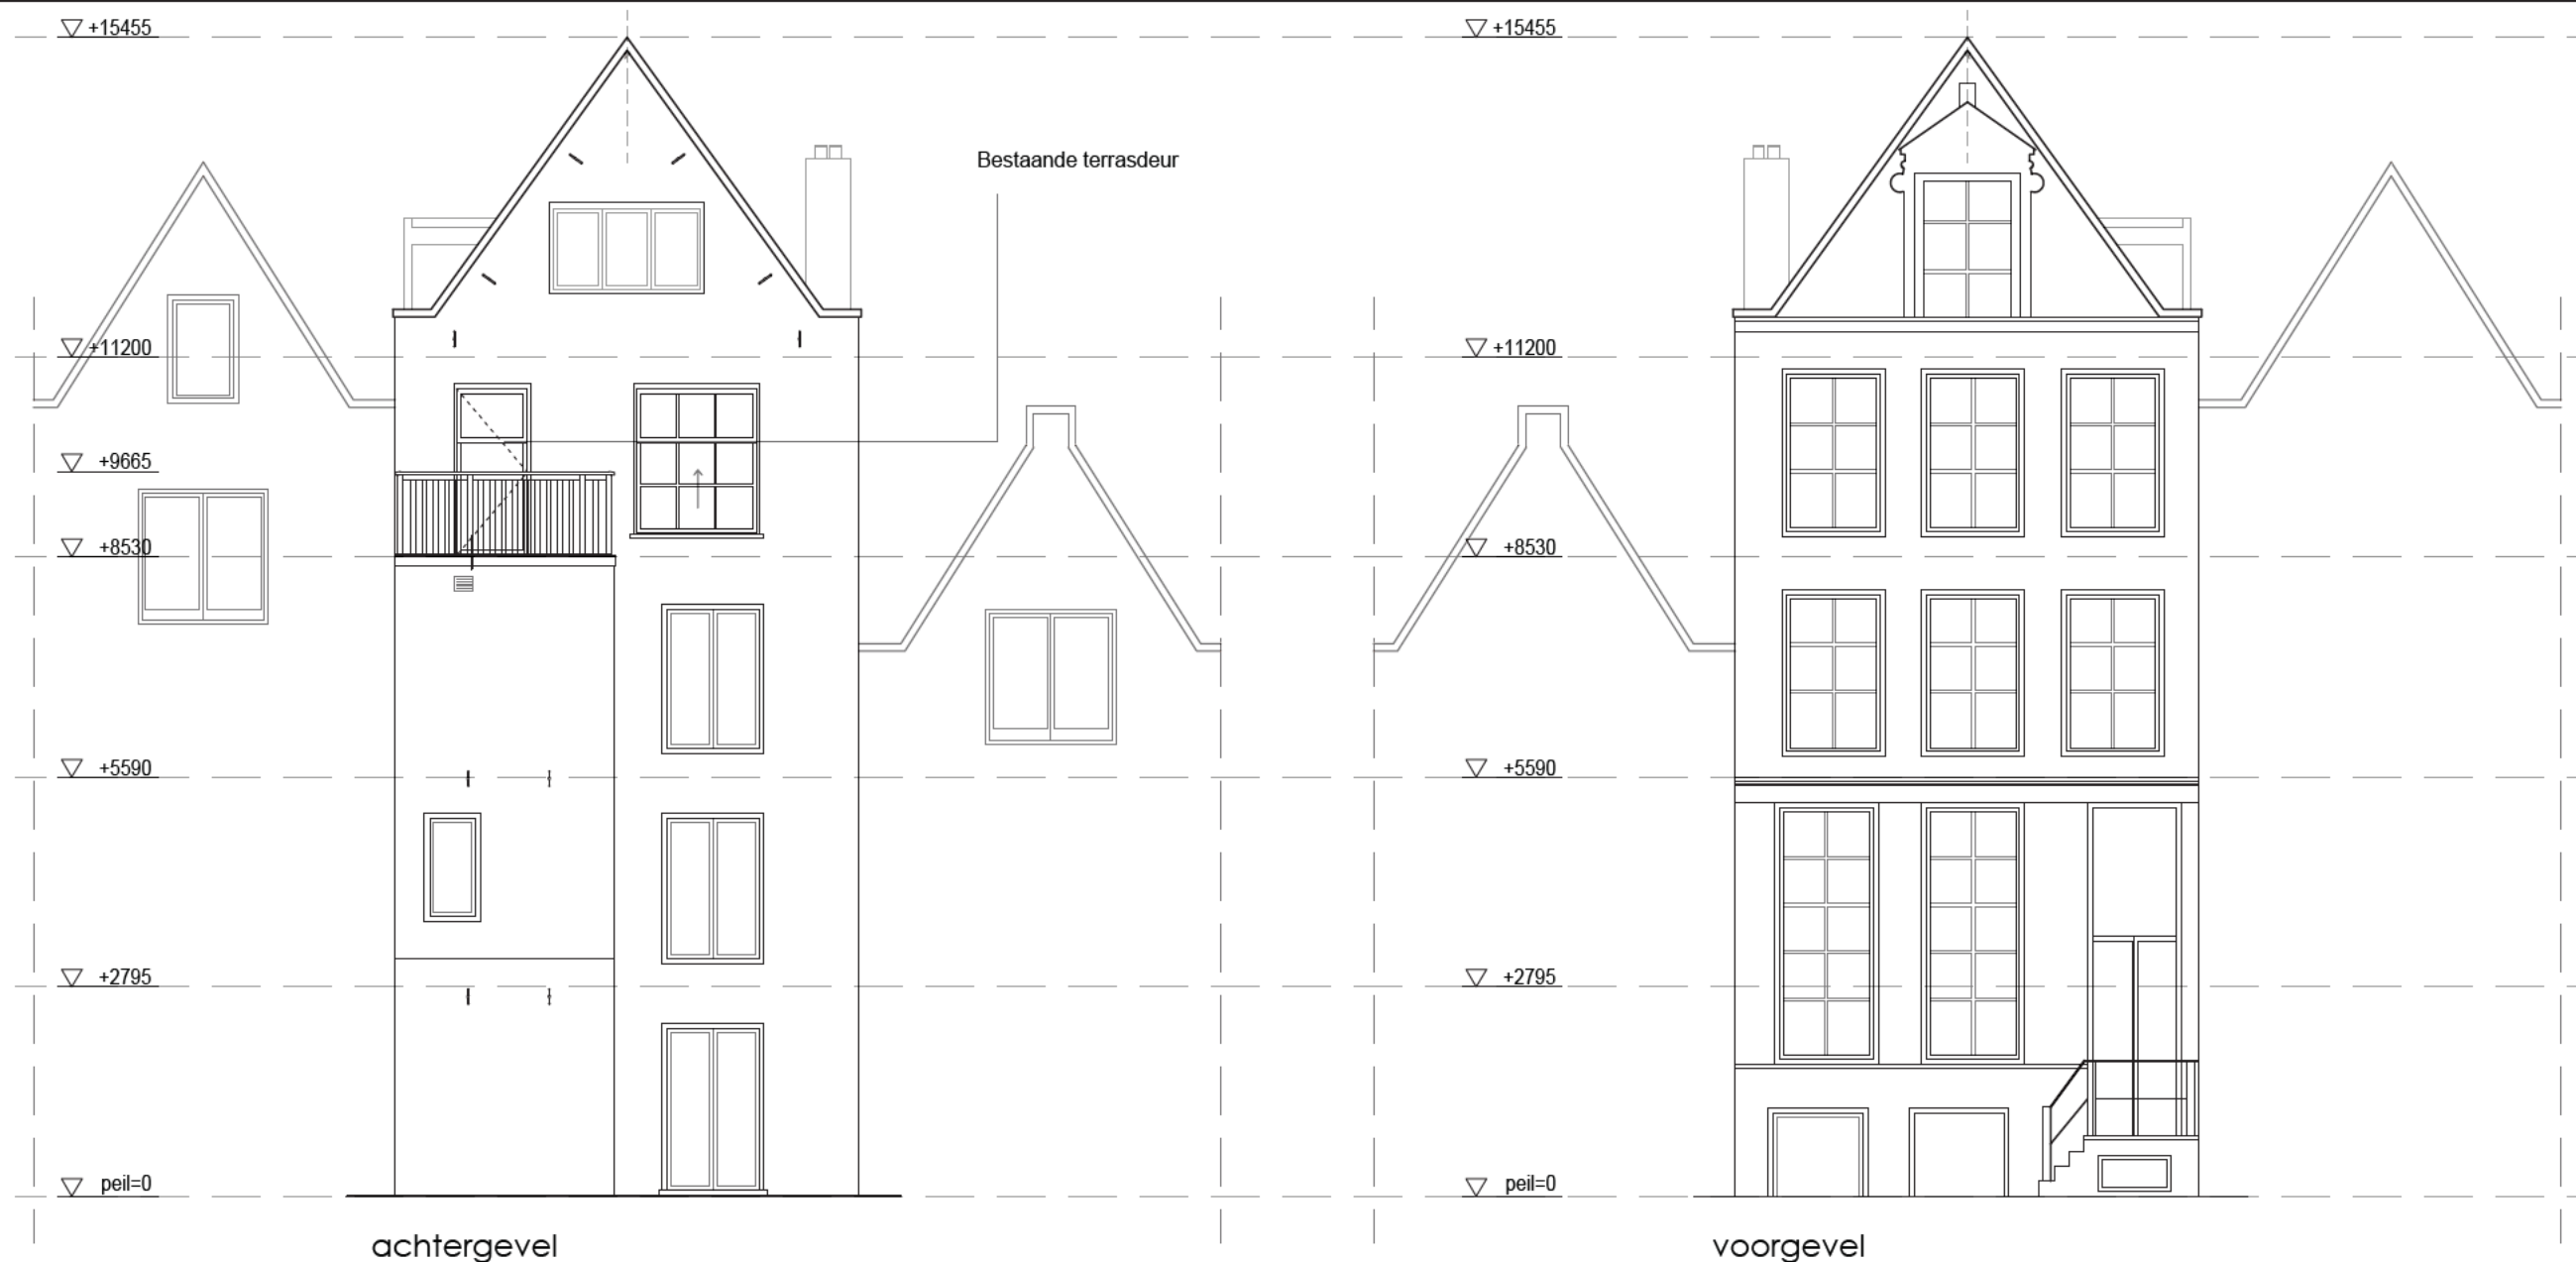 +15455
+15455
Bestaande terrasdeur
+11200
+11200
+9665
+8530
+8530
+5590
+5590
+2795
+2795
peil=0
peil=0
achtergevel
voorgevel